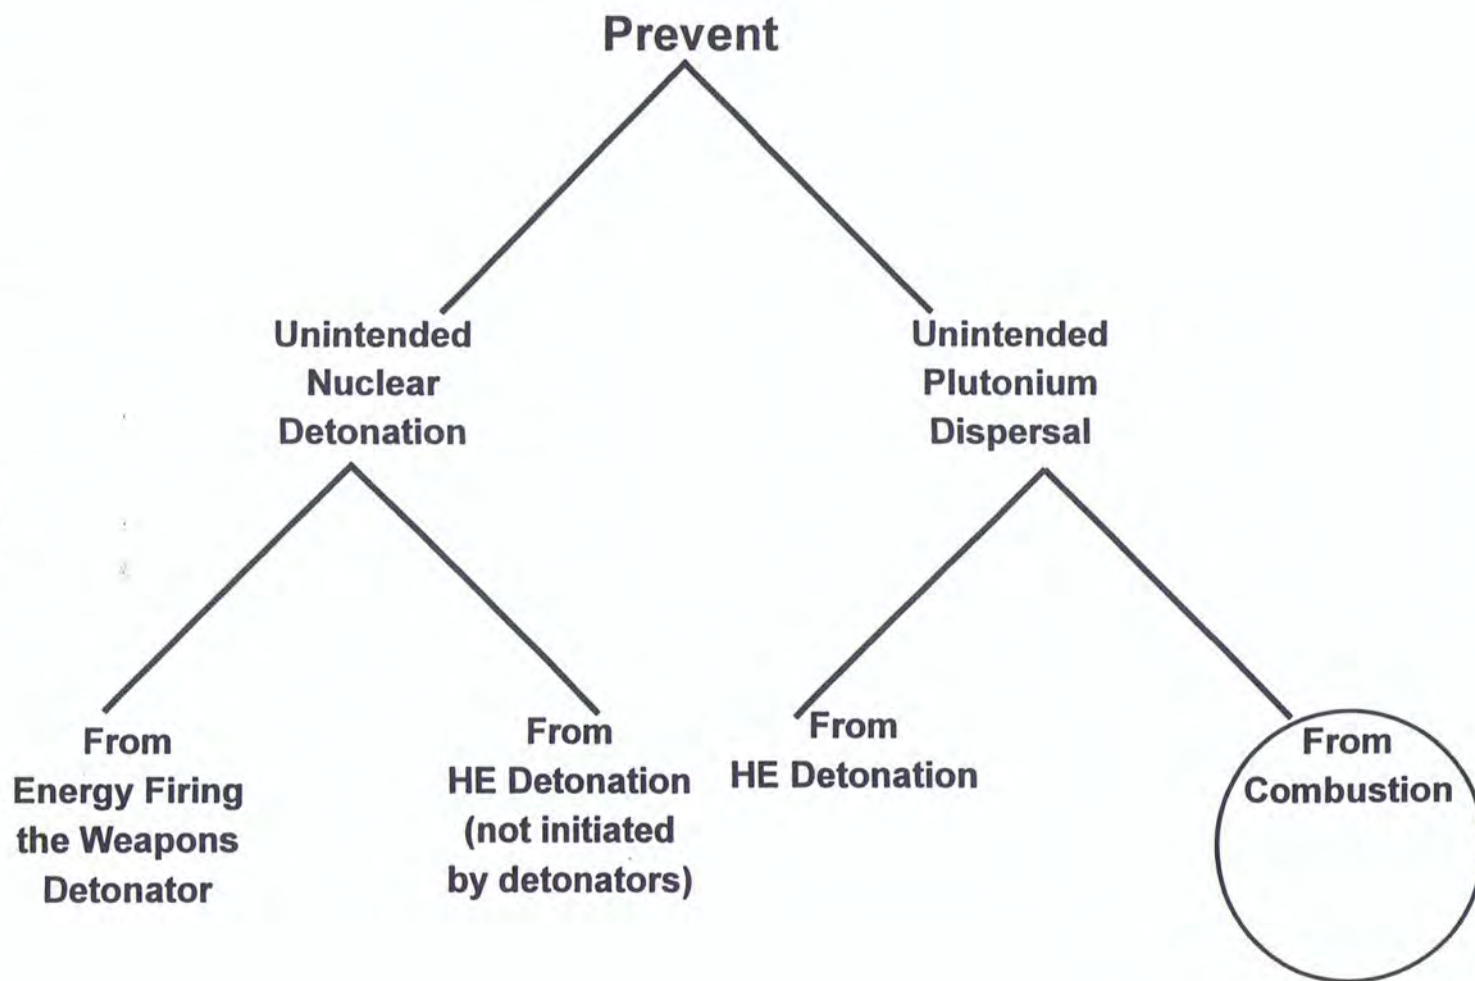 Prevent
Unintended
Nuclear
Detonation
Unintended
Plutonium
Dispersal
From
Energy Firing
the Weapons
Detonator
From
HE Detonation
(not initiated
by detonators)
From
HE Detonation
From
Combustion